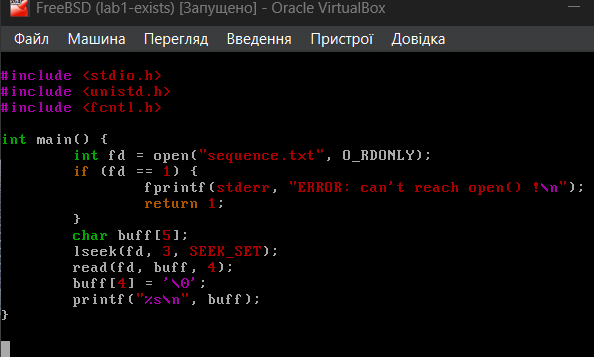 FreeBSD (lab1-exists) [Запущено] - Oracle VirtualBox
Файл Машина Перегляд Введення Пристрої Довідка
#include <stdio.h>
#include <unistd.h>
#include <fcntl.h>
int main() {
int fd = open("sequence.txt", O_RDONLY);
if (fd == 1) {
fprintf(stderr, "ERROR: can't reach open() !\n");
return 1;
}
char buff[5];
lseek(fd, 3, SEEK_SET);
read(fd, buff, 4);
buff[4] = '\0';
printf("%s\n", buff);
}